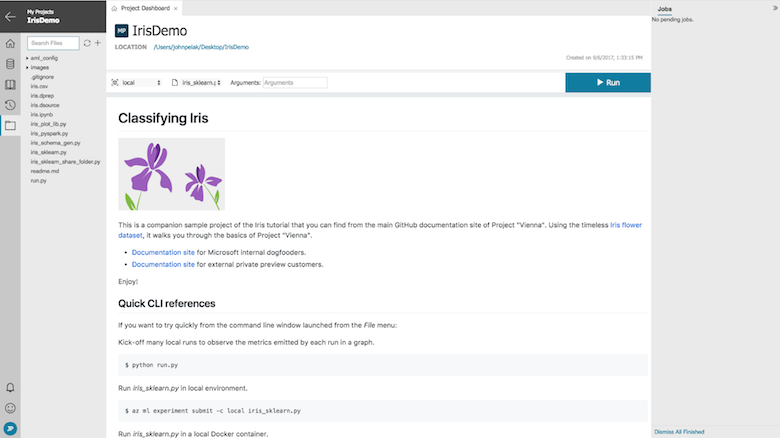 My Projects
IrisDemo
Search Files
aml_config
images
.gitignore
iris.csv
iris.dprep
iris.dsource
iris.ipynb
iris_plot_lib.py
iris_pyspark.py
iris_schema_gen.py
iris_sklearn.py
iris_sklearn_share_folder.py
readme.md
run.py
Project Dashboard ×
MP IrisDemo
LOCATION /Users/johnpelak/Desktop/IrisDemo
Created on 9/6/2017, 1:33:15 PM
local iris_sklearn.p Arguments: Arguments Run
Classifying Iris
This is a companion sample project of the Iris tutorial that you can find from the main GitHub documentation site of Project "Vienna". Using the timeless Iris flower
dataset, it walks you through the basics of Project "Vienna".
• Documentation site for Microsoft internal dogfooders.
• Documentation site for external private preview customers.
Enjoy!
Quick CLI references
If you want to try quickly from the command line window launched from the File menu:
Kick-off many local runs to observe the metrics emitted by each run in a graph.
$ python run.py
Run iris_sklearn.py in local environment.
$ az ml experiment submit -c local iris_sklearn.py
Run iris_sklearn.py in a local Docker container.
Jobs
No pending jobs.
Dismiss All Finished